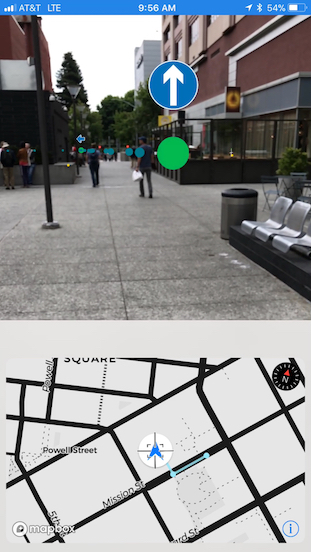 AT&T LTE 9:56 AM 54%
SQUARE
Powell
N
Powell Street
Mission St
mapbox
i